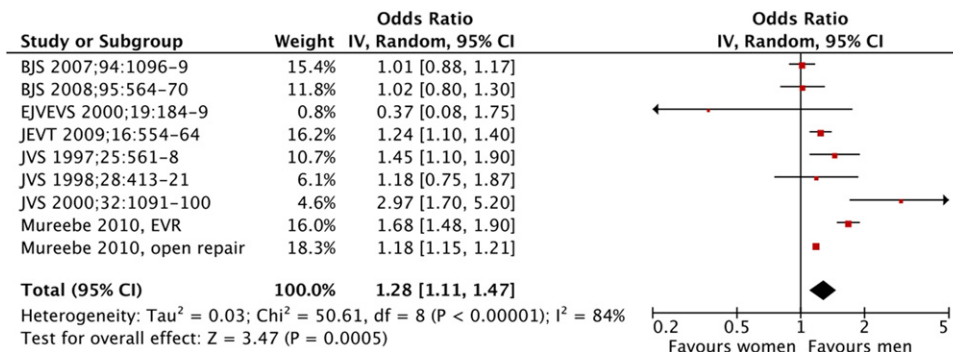 Odds Ratio Odds Ratio
Study or Subgroup Weight IV, Random, 95% CI IV, Random, 95% CI
BJS 2007;94:1096–9 15.4% 1.01 [0.88, 1.17]
BJS 2008;95:564–70 11.8% 1.02 [0.80, 1.30]
EJVEVS 2000;19:184–9 0.8% 0.37 [0.08, 1.75]
JEVT 2009;16:554–64 16.2% 1.24 [1.10, 1.40]
JVS 1997;25:561–8 10.7% 1.45 [1.10, 1.90]
JVS 1998;28:413–21 6.1% 1.18 [0.75, 1.87]
JVS 2000;32:1091–100 4.6% 2.97 [1.70, 5.20]
Mureebe 2010, EVR 16.0% 1.68 [1.48, 1.90]
Mureebe 2010, open repair 18.3% 1.18 [1.15, 1.21]
Total (95% CI) 100.0% 1.28 [1.11, 1.47]
Heterogeneity: Tau² = 0.03; Chi² = 50.61, df = 8 (P < 0.00001); I² = 84%
Test for overall effect: Z = 3.47 (P = 0.0005)
0.2 0.5 1 2 5
Favours women Favours men